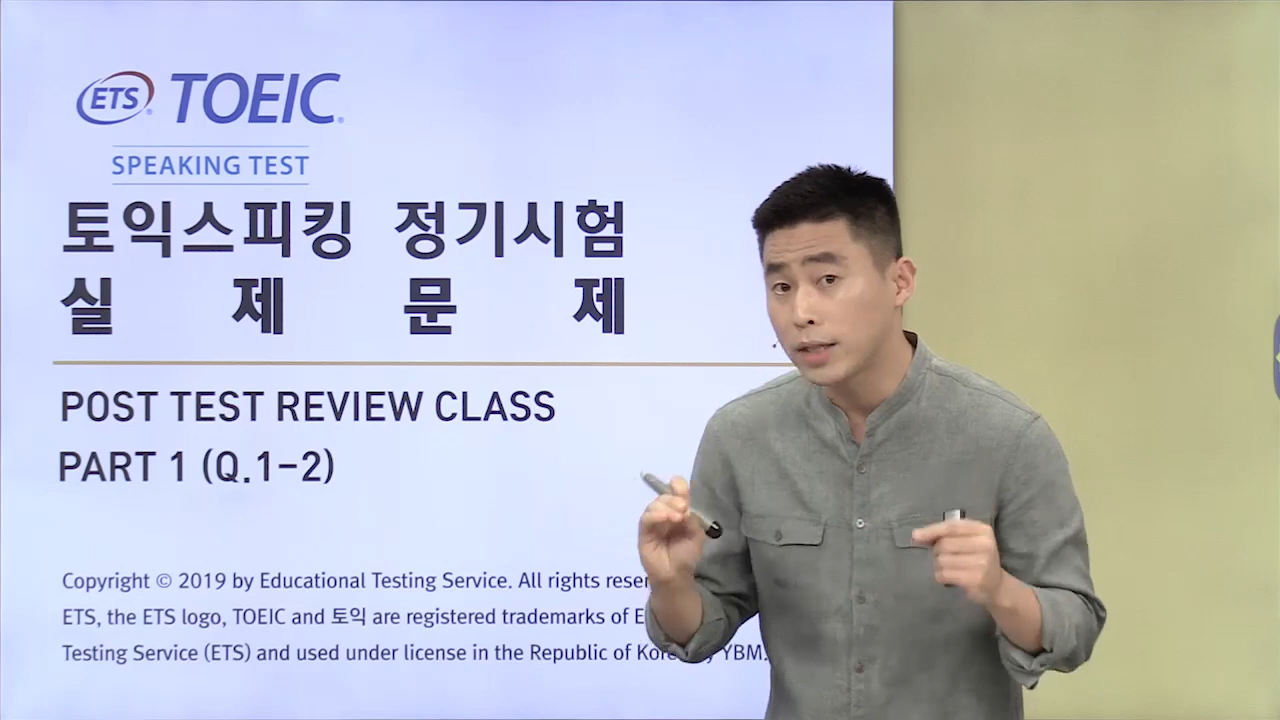 ETS TOEIC
SPEAKING TEST
토익스피킹 정기시험
실 제 문 제
POST TEST REVIEW CLASS
PART 1 (Q.1-2)
Copyright © 2019 by Educational Testing Service. All rights
ETS, the ETS logo, TOEIC and 토익 are registered trademarks of
Testing Service (ETS) and used under license in the Republic of YBM.